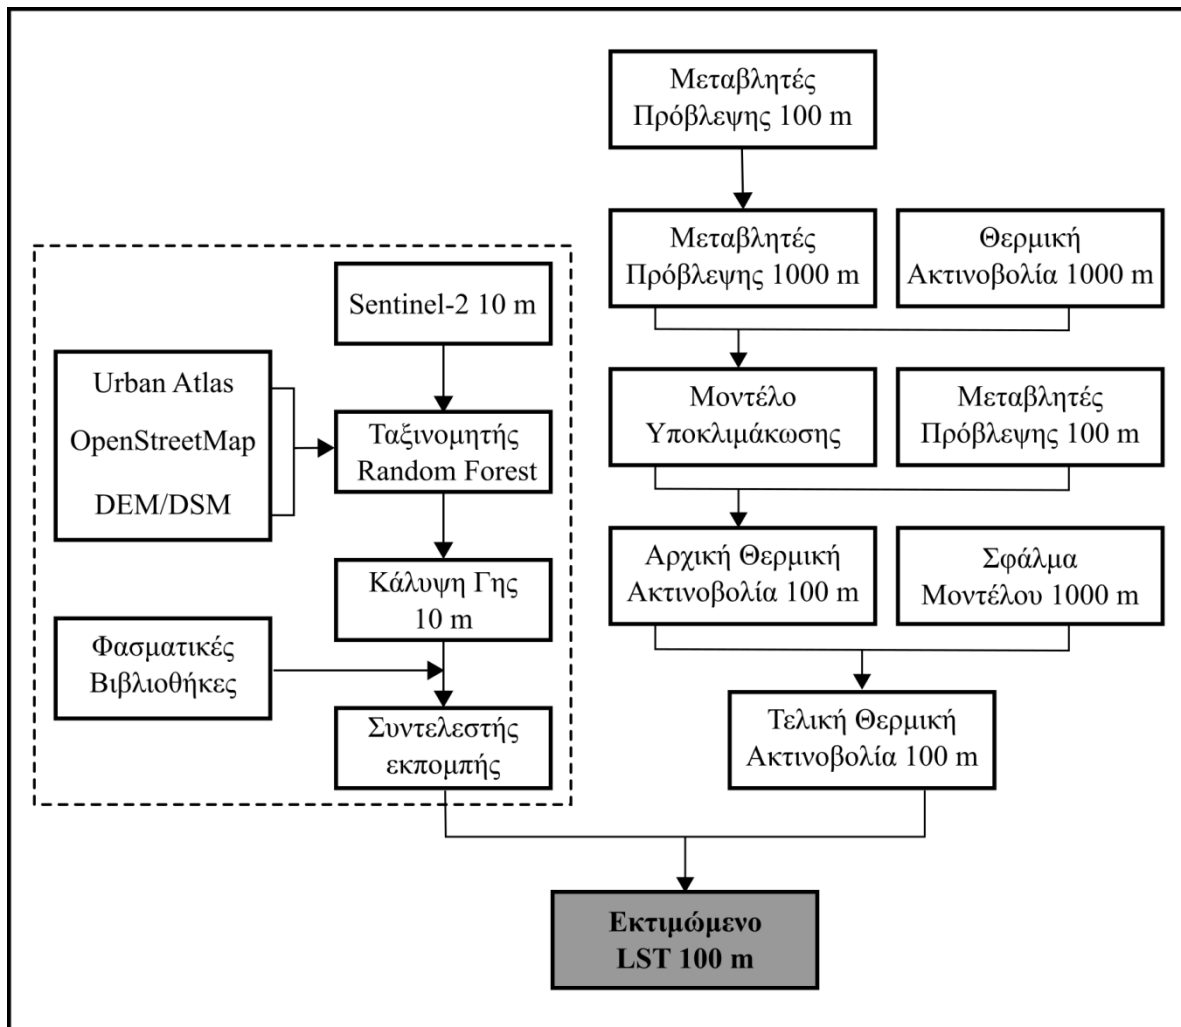 Μεταβλητές
Πρόβλεψης 100 m
Μεταβλητές
Πρόβλεψης 1000 m
Θερμική
Ακτινοβολία 1000 m
Sentinel-2 10 m
Urban Atlas
OpenStreetMap
DEM/DSM
Ταξινομητής
Random Forest
Μοντέλο
Υποκλιμάκωσης
Μεταβλητές
Πρόβλεψης 100 m
Κάλυψη Γης
10 m
Αρχική Θερμική
Ακτινοβολία 100 m
Σφάλμα
Μοντέλου 1000 m
Φασματικές
Βιβλιοθήκες
Συντελεστής
εκπομπής
Τελική Θερμική
Ακτινοβολία 100 m
Εκτιμώμενο
LST 100 m